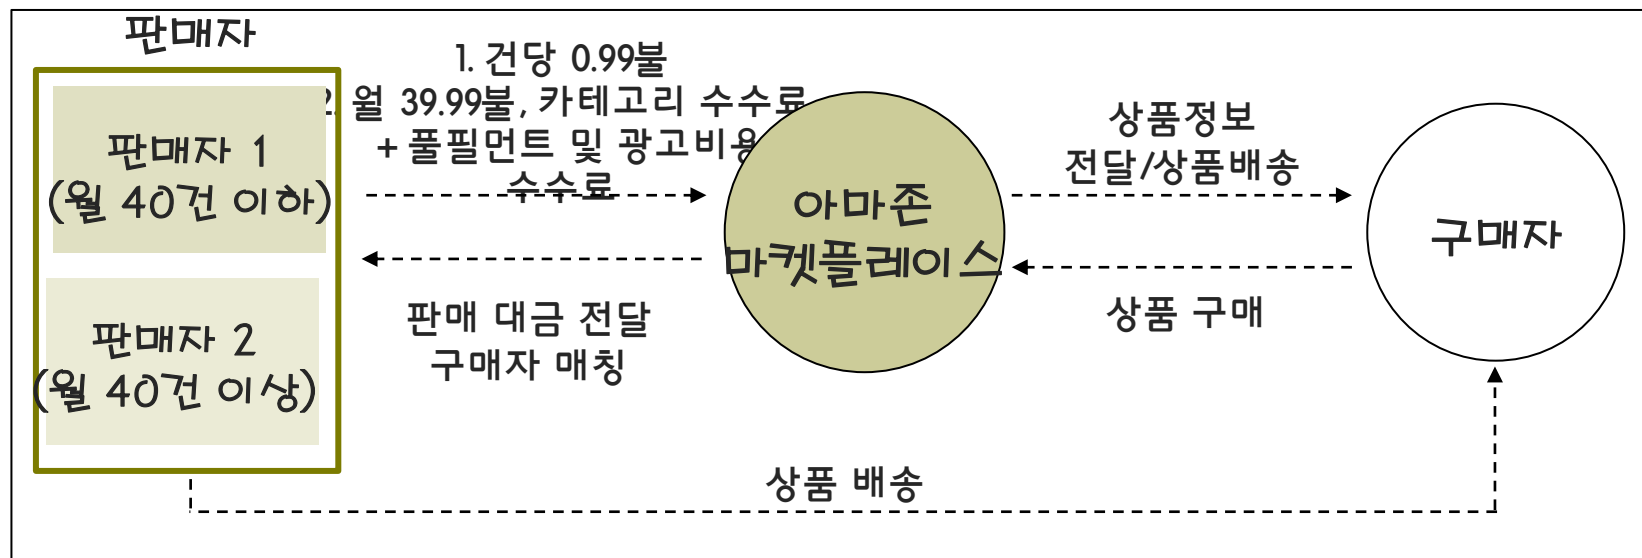 판매자
1. 건당 0.99불
2. 월 39.99불, 카테고리 수수료
+ 풀필먼트 및 광고비용
수수료
판매자 1
(월 40건 이하)
판매자 2
(월 40건 이상)
판매 대금 전달
구매자 매칭
아마존
마켓플레이스
상품정보
전달/상품배송
상품 구매
구매자
상품 배송